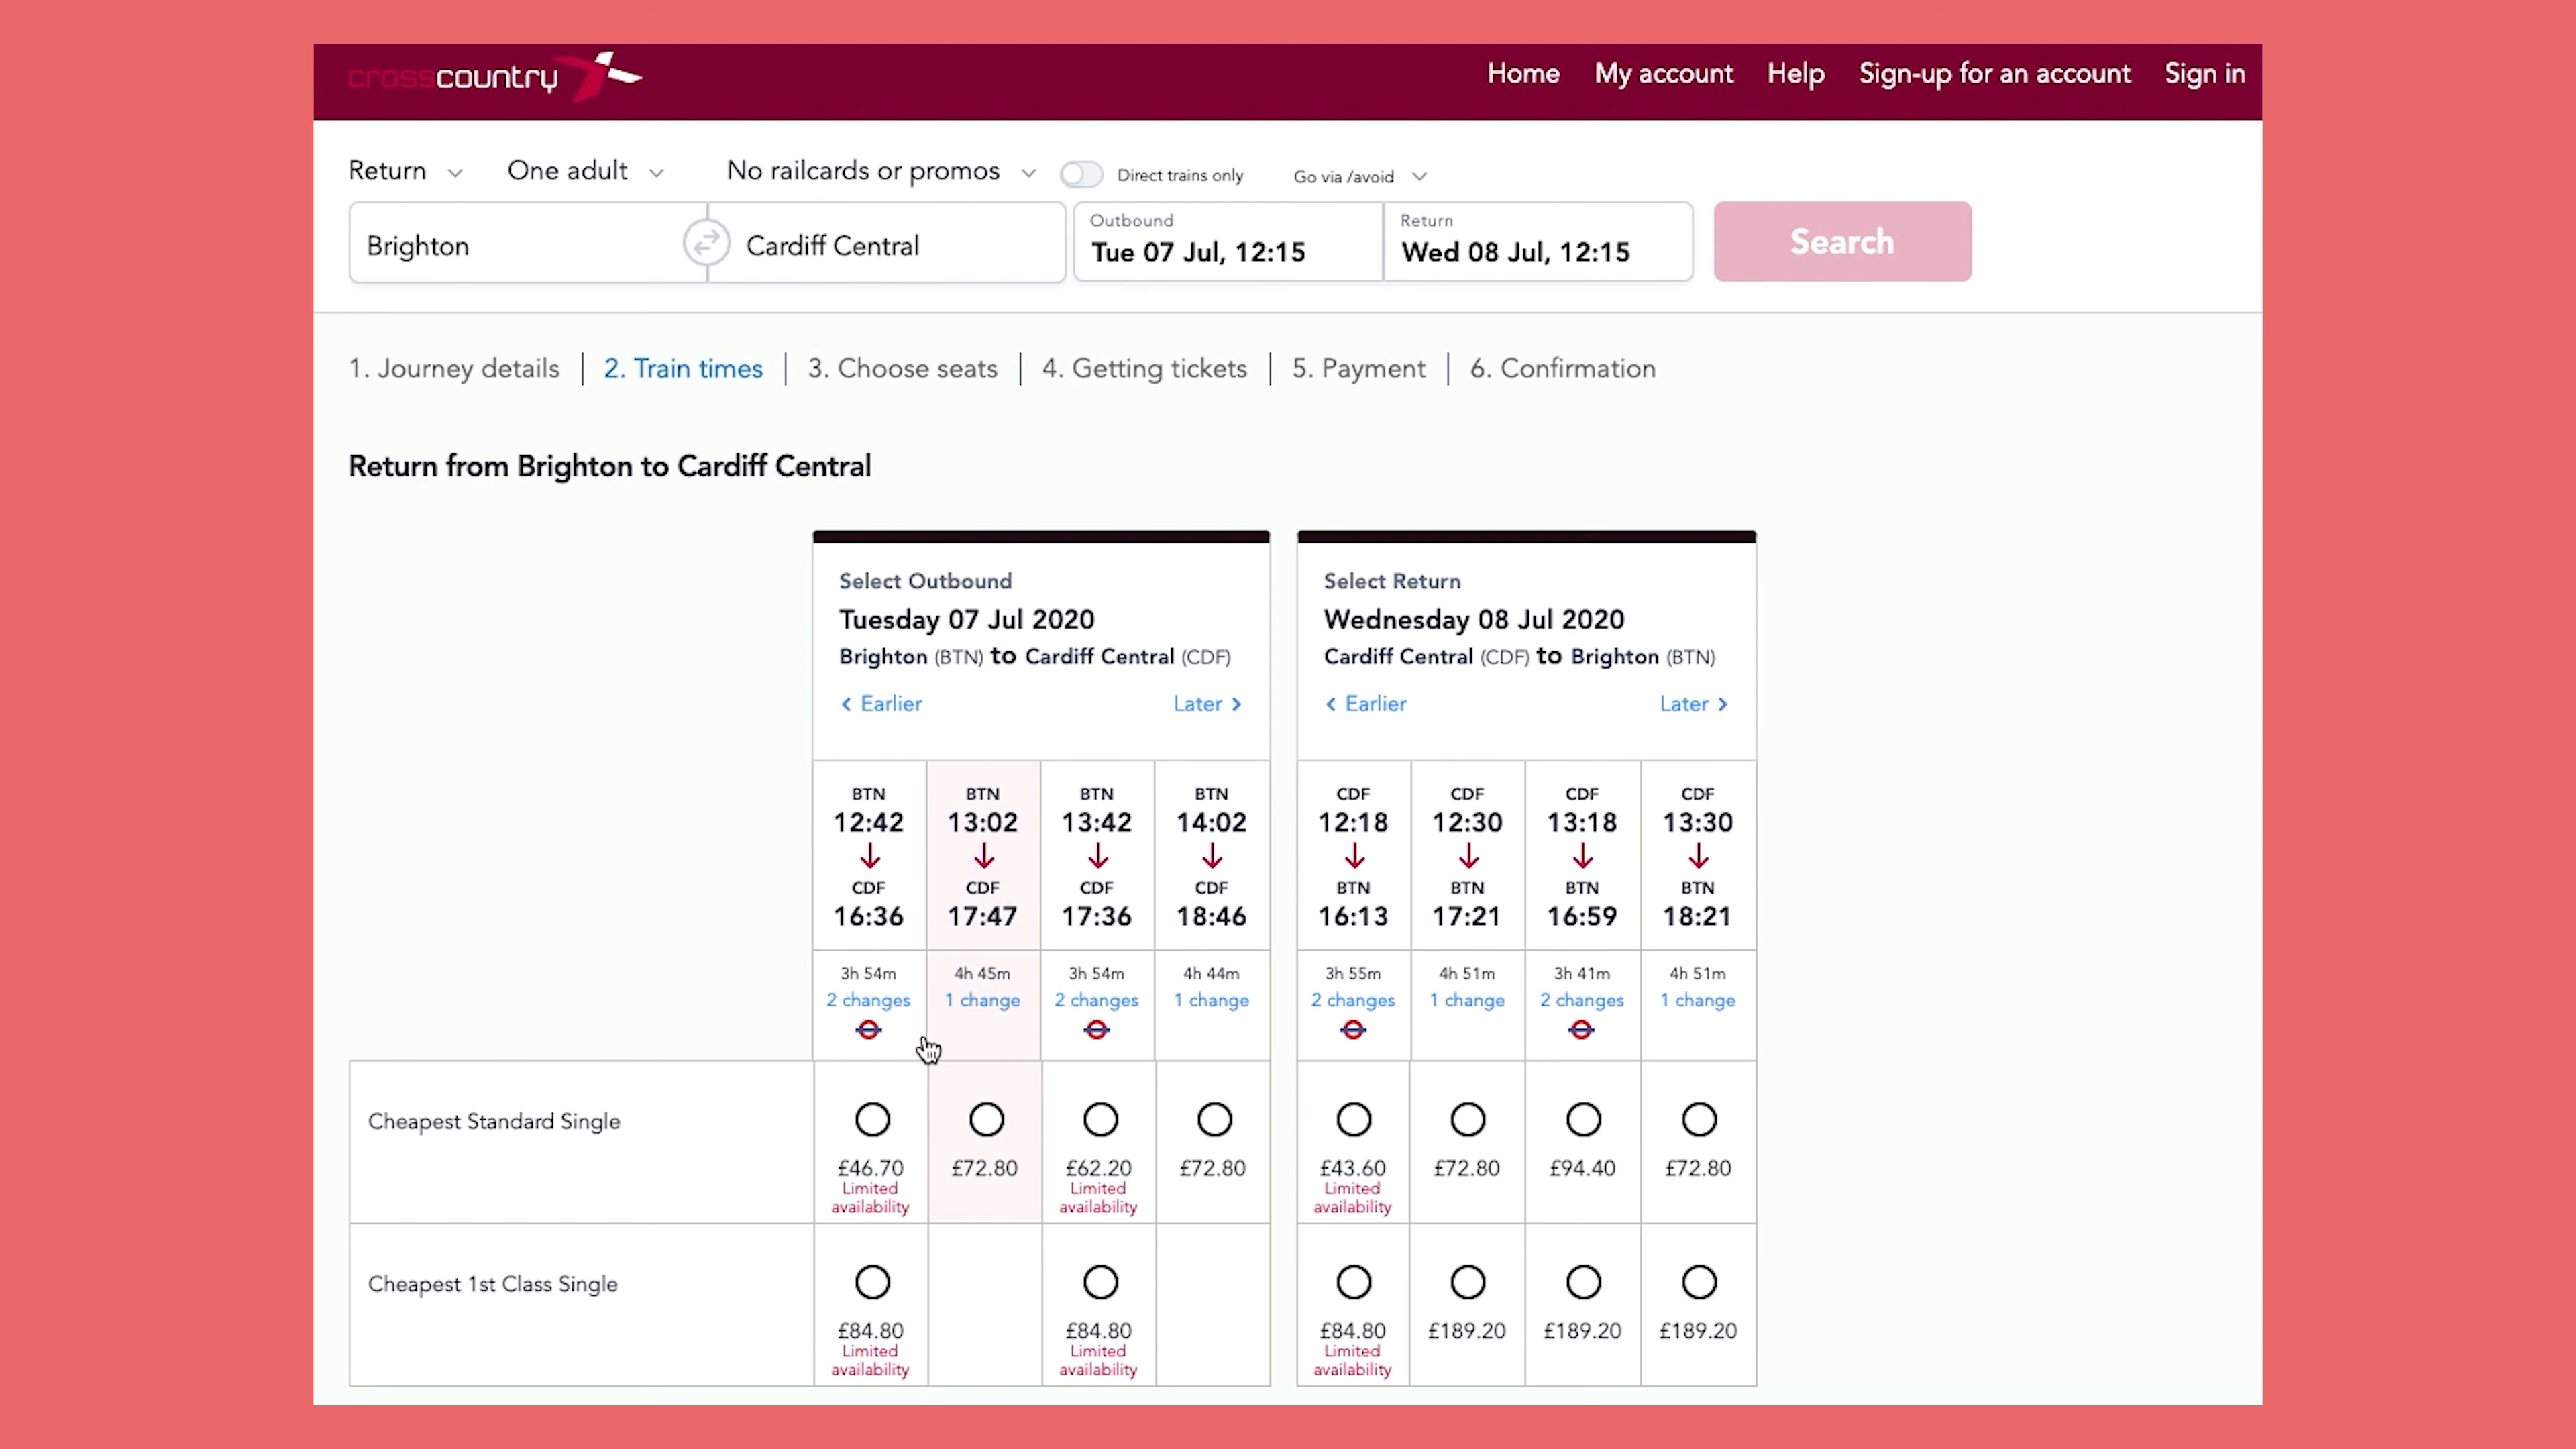 crosscountry
Home My account Help Sign-up for an account Sign in
Return One adult No railcards or promos Direct trains only Go via /avoid
Brighton Cardiff Central
Outbound Return
Tue 07 Jul, 12:15 Wed 08 Jul, 12:15
Search
1. Journey details 2. Train times 3. Choose seats 4. Getting tickets 5. Payment 6. Confirmation
Return from Brighton to Cardiff Central
Select Outbound
Tuesday 07 Jul 2020
Brighton (BTN) to Cardiff Central (CDF)
Earlier Later
Select Return
Wednesday 08 Jul 2020
Cardiff Central (CDF) to Brighton (BTN)
Earlier Later
BTN BTN BTN BTN CDF CDF CDF CDF
12:42 13:02 13:42 14:02 12:18 12:30 13:18 13:30
CDF CDF CDF CDF BTN BTN BTN BTN
16:36 17:47 17:36 18:46 16:13 17:21 16:59 18:21
3h 54m 4h 45m 3h 54m 4h 44m 3h 55m 4h 51m 3h 41m 4h 51m
2 changes 1 change 2 changes 1 change 2 changes 1 change 2 changes 1 change
Cheapest Standard Single
£46.70 £72.80 £62.20 £72.80 £43.60 £72.80 £94.40 £72.80
Limited Limited Limited
availability availability availability
Cheapest 1st Class Single
£84.80 £84.80 £84.80 £189.20 £189.20 £189.20
Limited Limited Limited
availability availability availability